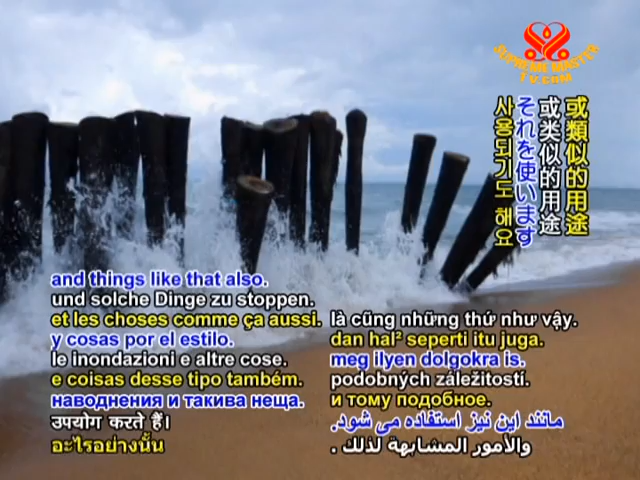 SUPREME MASTER
TV.COM
或類似的用途
或类似的用途
それを使います
사용되기도 해요
and things like that also.
und solche Dinge zu stoppen.
et les choses comme ça aussi.
y cosas por el estilo.
le inondazioni e altre cose.
e coisas desse tipo também.
наводнения и такива неща.
उपयोग करते हैं।
อะไรอย่างนั้น
là cũng những thứ như vậy.
dan hal² seperti itu juga.
meg ilyen dolgokra is.
podobných záležitostí.
и тому подобное.
مانند این نیز استفاده می شود.
والأمور المشابهة لذلك .